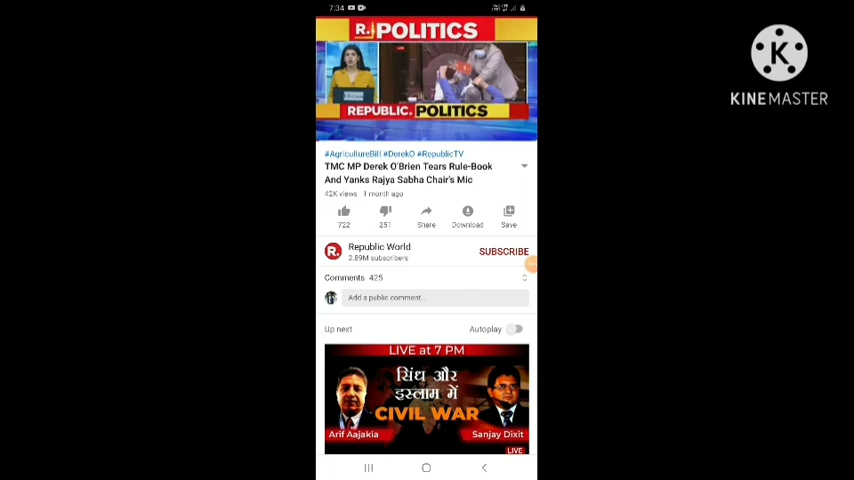 7:34
R. POLITICS
LIVE
REPUBLIC. POLITICS
#AgricultureBill #DerekO #RepublicTV
TMC MP Derek O'Brien Tears Rule-Book
And Yanks Rajya Sabha Chair's Mic
42K views 1 month ago
722
251
Share
Download
Save
R.
Republic World
3.89M subscribers
SUBSCRIBE
Comments 425
Add a public comment...
Up next
Autoplay
LIVE at 7 PM
सिंध और
इस्लाम में
CIVIL WAR
Arif Aajakia
Sanjay Dixit
LIVE
K
KINEMASTER